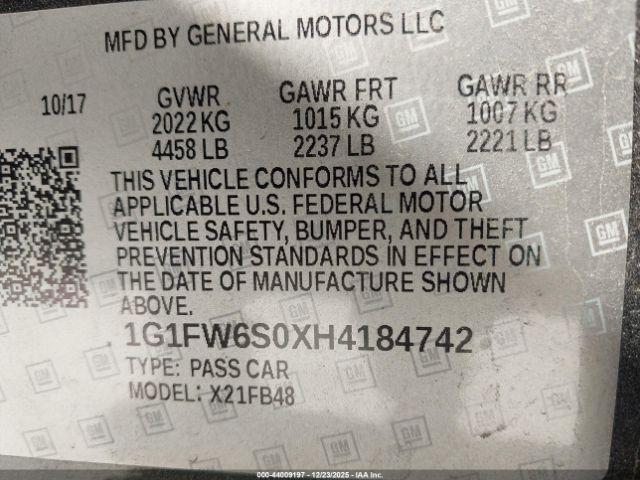 MFD BY GENERAL MOTORS LLC
10/17 GVWR GAWR FRT GAWR RR
2022 KG 1015 KG 1007 KG
4458 LB 2237 LB 2221 LB
THIS VEHICLE CONFORMS TO ALL
APPLICABLE U.S. FEDERAL MOTOR
VEHICLE SAFETY, BUMPER, AND THEFT
PREVENTION STANDARDS IN EFFECT ON
THE DATE OF MANUFACTURE SHOWN
ABOVE.
1G1FW6S0XH4184742
TYPE: PASS CAR
MODEL: X21FB48
©-44009197 - 12/23/2025 - IAA Inc.